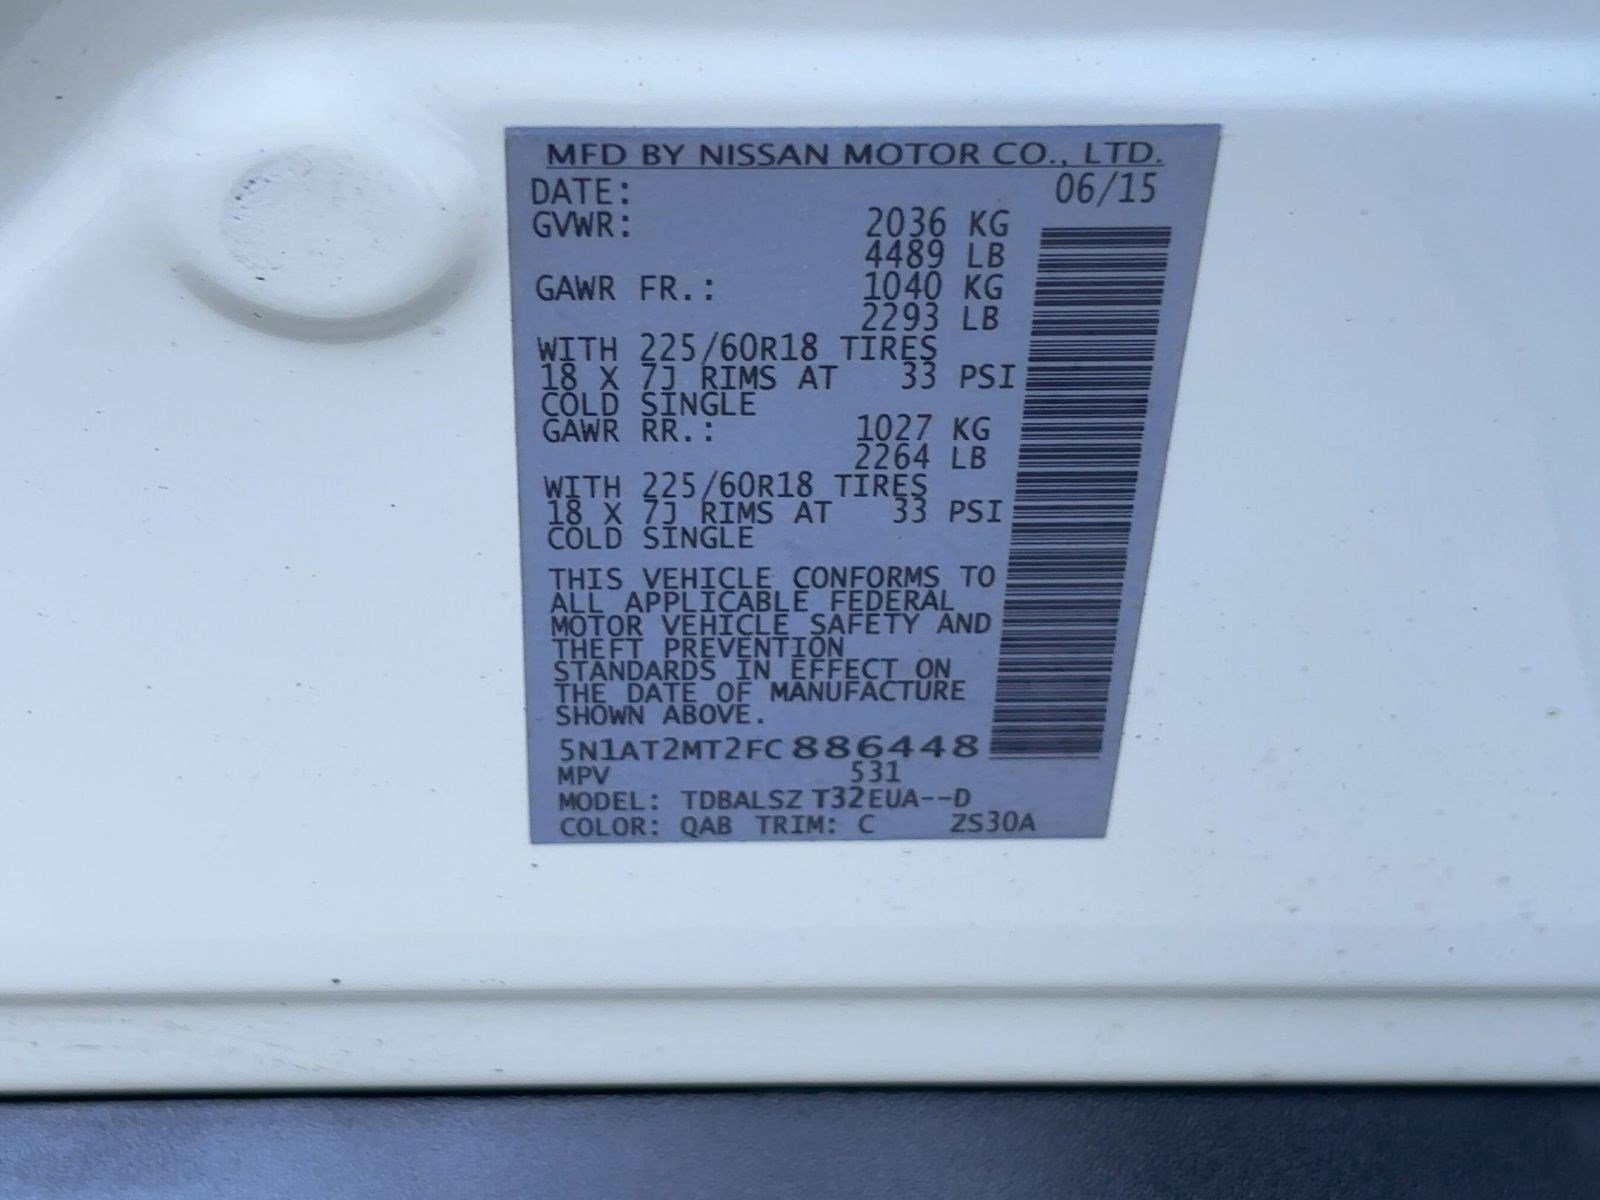 MFD BY NISSAN MOTOR CO., LTD.
DATE: 06/15
GVWR: 2036 KG
4489 LB
GAWR FR.: 1040 KG
2293 LB
WITH 225/60R18 TIRES
18 X 7J RIMS AT 33 PSI
COLD SINGLE
GAWR RR.: 1027 KG
2264 LB
WITH 225/60R18 TIRES
18 X 7J RIMS AT 33 PSI
COLD SINGLE
THIS VEHICLE CONFORMS TO
ALL APPLICABLE FEDERAL
MOTOR VEHICLE SAFETY AND
THEFT PREVENTION
STANDARDS IN EFFECT ON
THE DATE OF MANUFACTURE
SHOWN ABOVE.
5N1AT2MT2FC886448
MPV 531
MODEL: TDBALSZ T32EUA--D
COLOR: QAB TRIM: C ZS30A